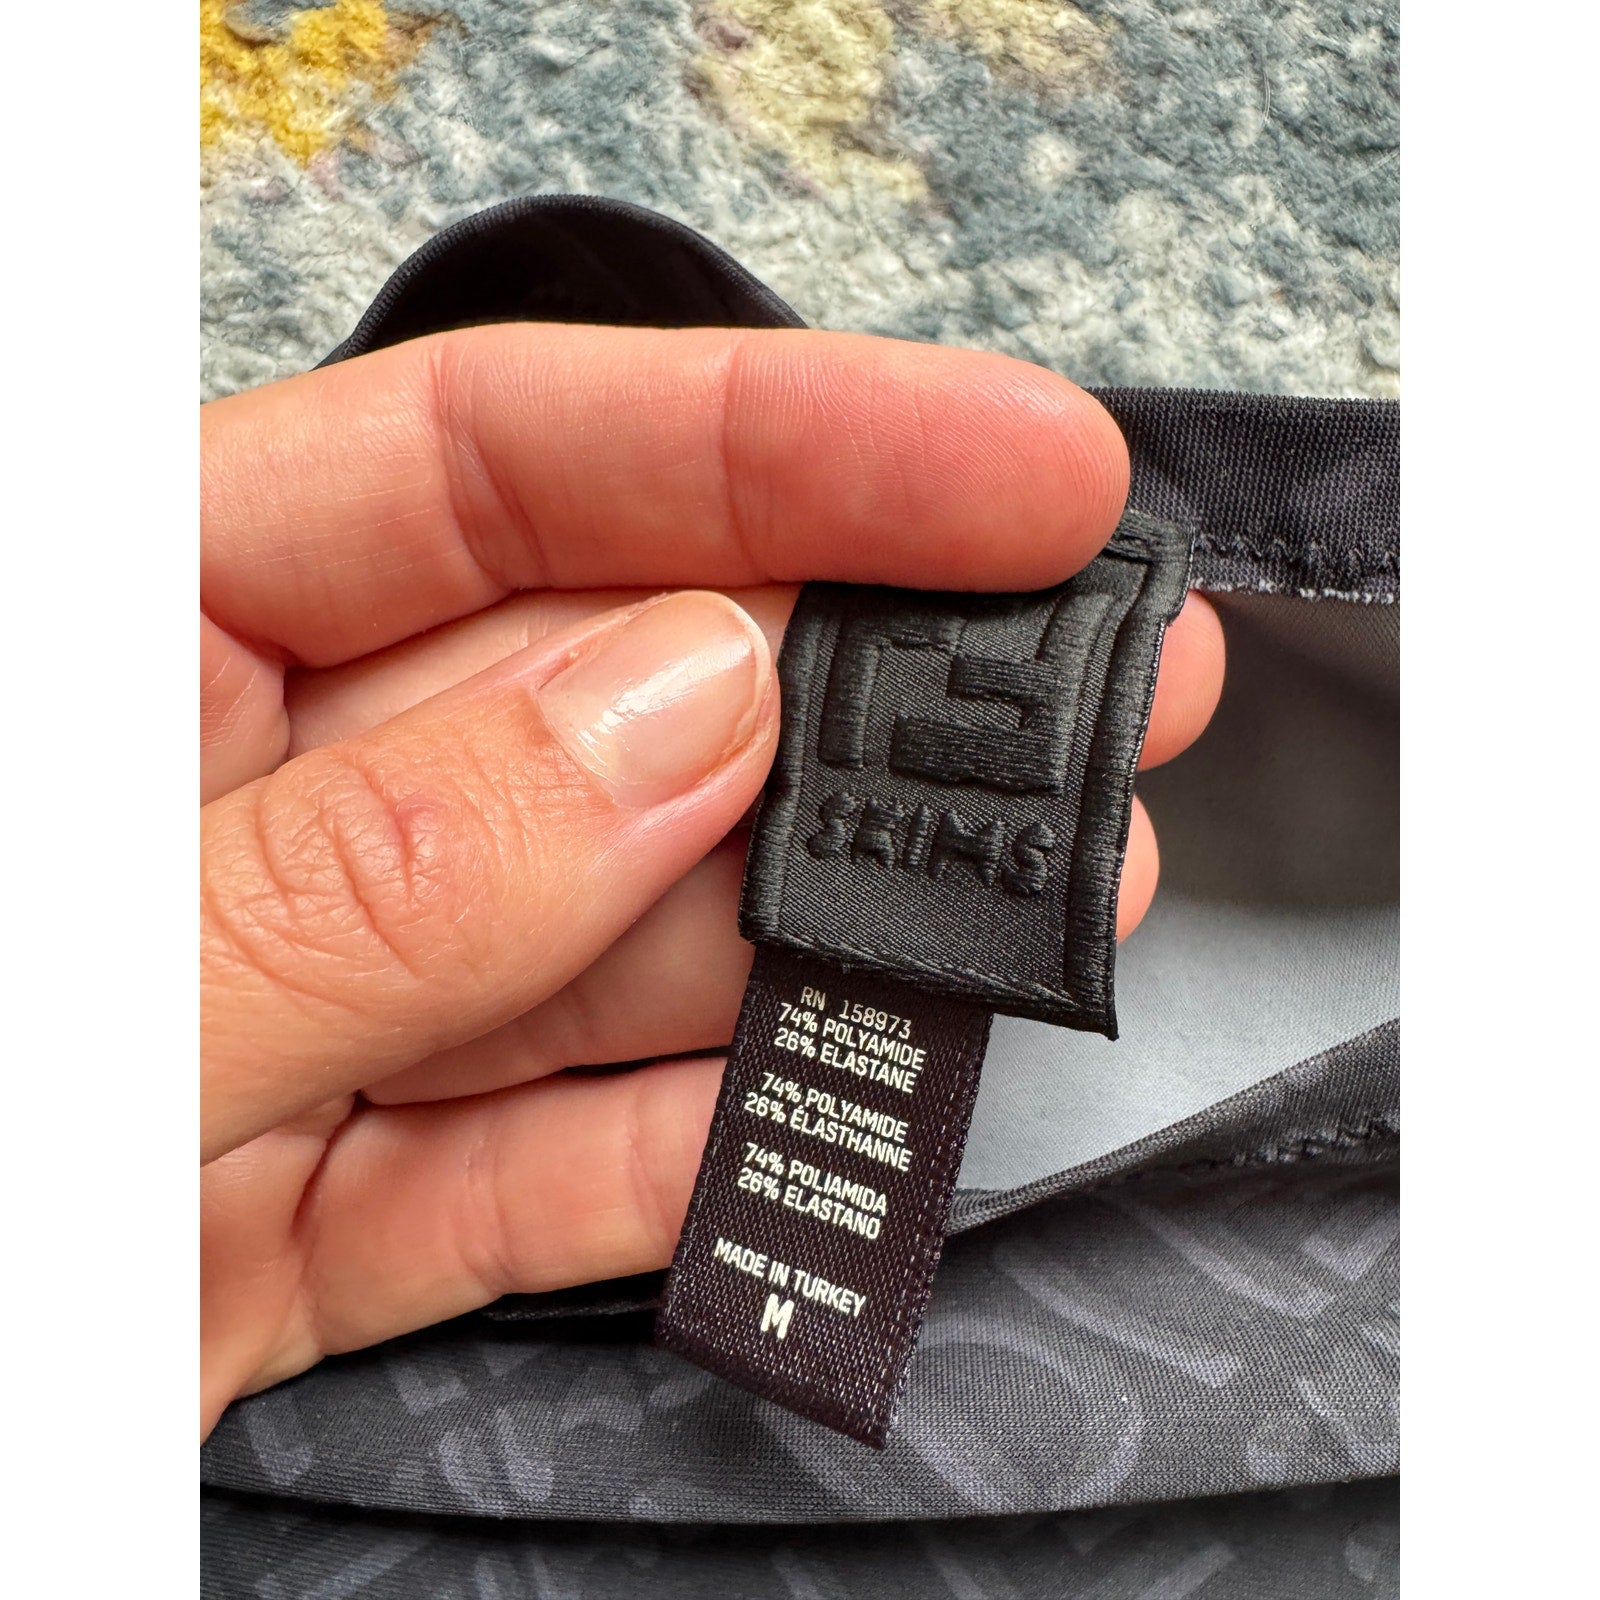 SKIMS
RN 158973
74% POLYAMIDE
26% ELASTANE
74% POLYAMIDE
26% ÉLASTHANNE
74% POLIAMIDA
26% ELASTANO
MADE IN TURKEY
M